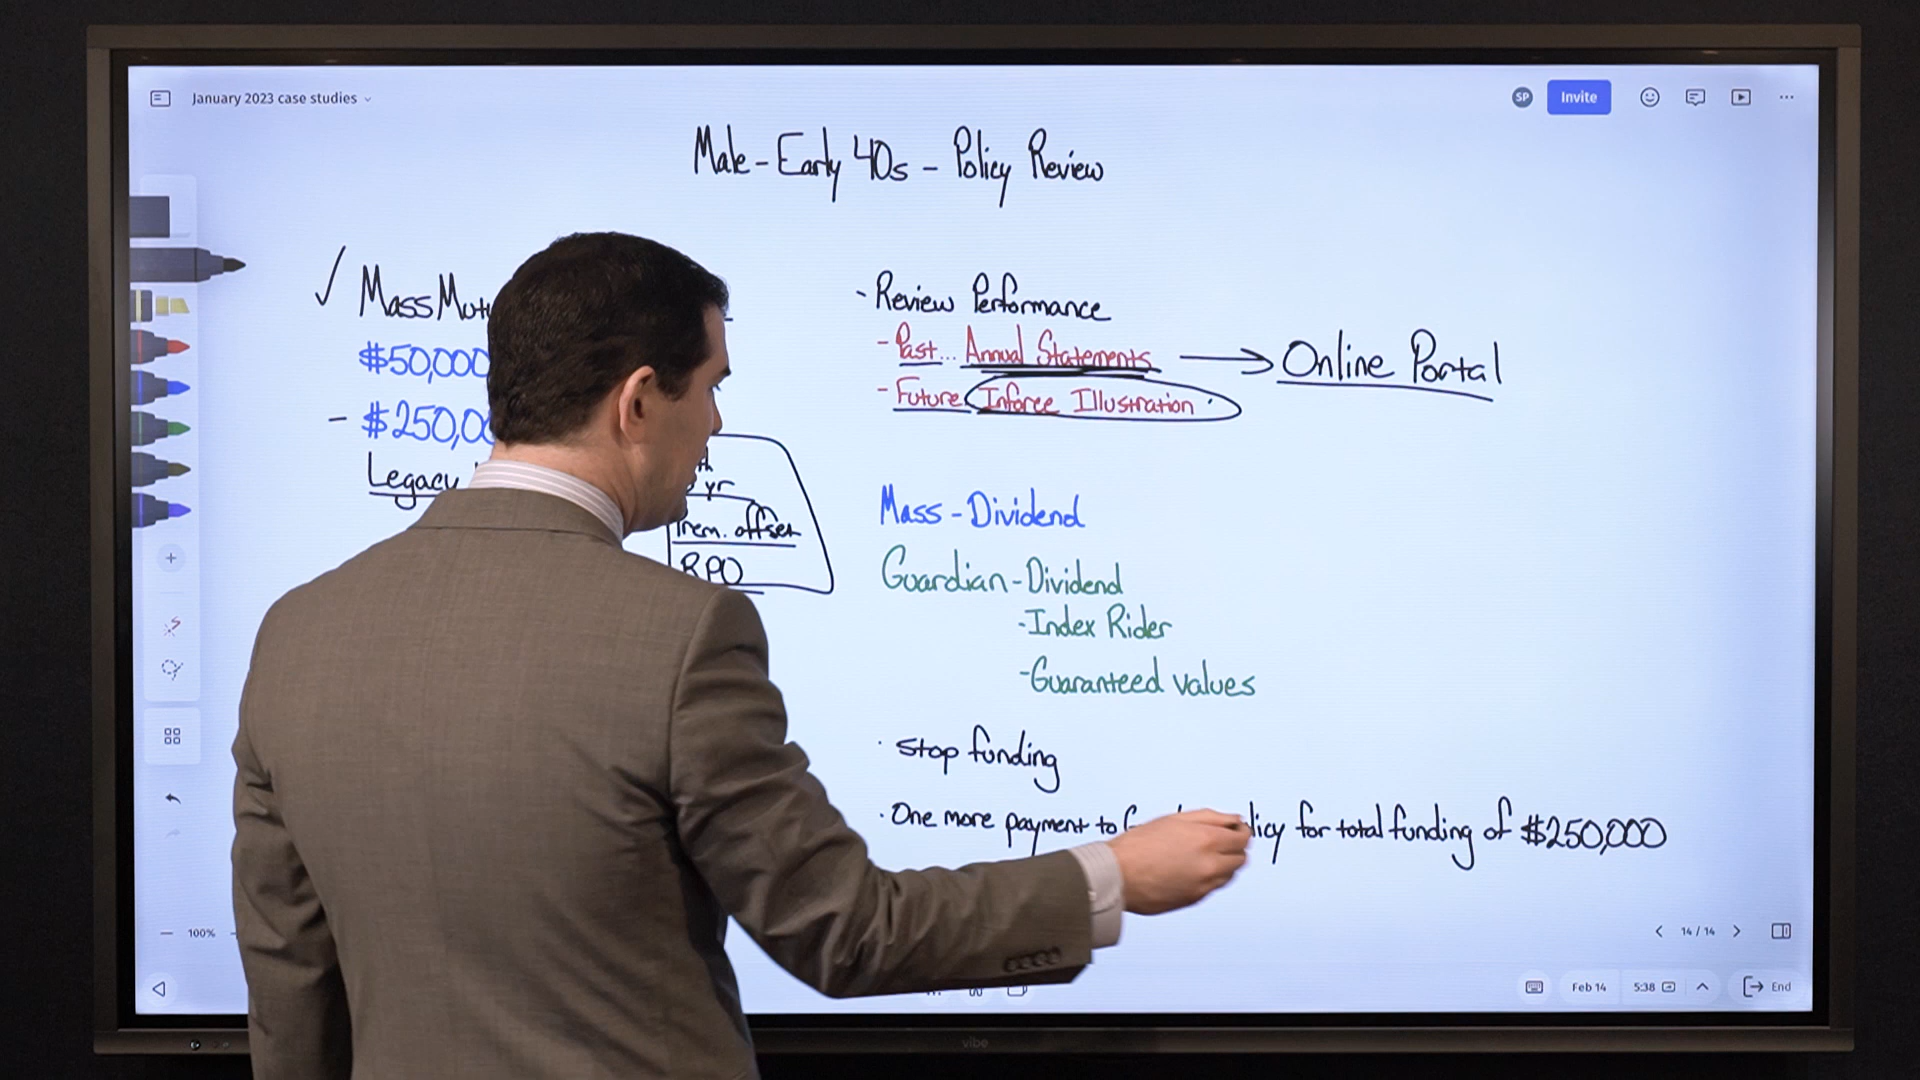 January 2023 case studies
SP
Invite
Male - Early 40s - Policy Review
✓ MassMut
$50,000
- $250,00
Legacy
yr
Prem. offset
RPO
- Review Performance
- Past... Annual Statements → Online Portal
- Future Inforce Illustration
Mass - Dividend
Guardian - Dividend
- Index Rider
- Guaranteed values
· Stop funding
· One more payment to for total funding of $250,000
100%
14 / 14
Feb 14
5:38
End
vibe